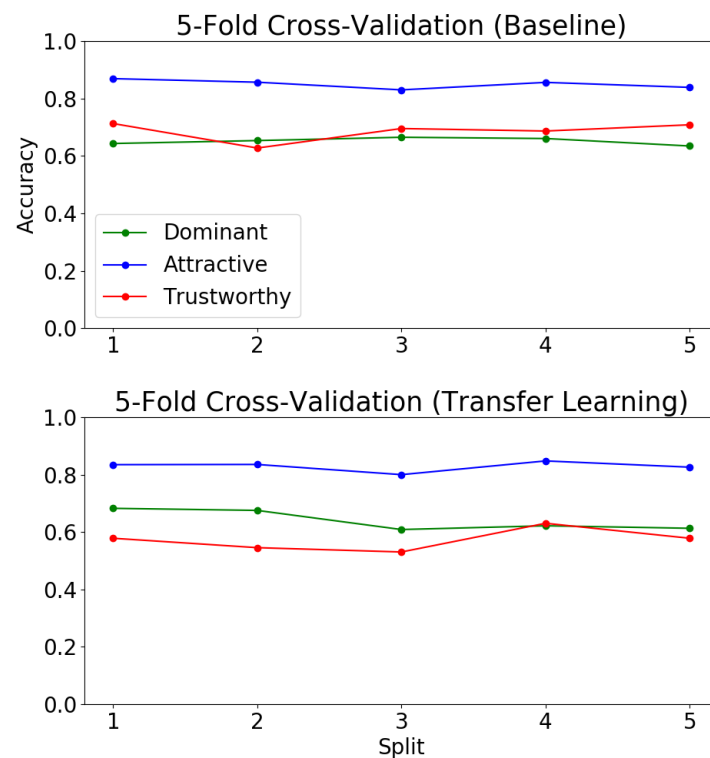 5-Fold Cross-Validation (Baseline)
1.0
0.8
0.6
0.4
0.2
0.0
Accuracy
Dominant
Attractive
Trustworthy
1 2 3 4 5
5-Fold Cross-Validation (Transfer Learning)
1.0
0.8
0.6
0.4
0.2
0.0
1 2 3 4 5
Split